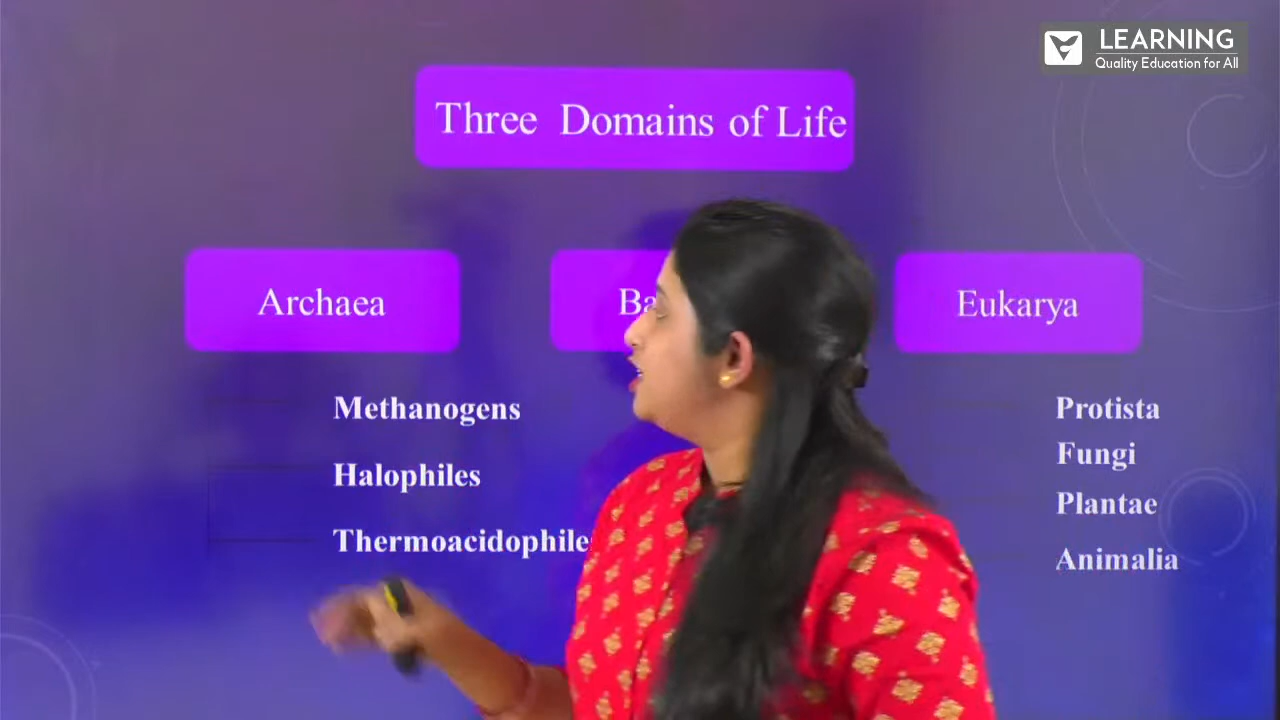 LEARNING
Quality Education for All
Three Domains of Life
Archaea
Eukarya
Methanogens
Halophiles
Protista
Fungi
Plantae
Animalia